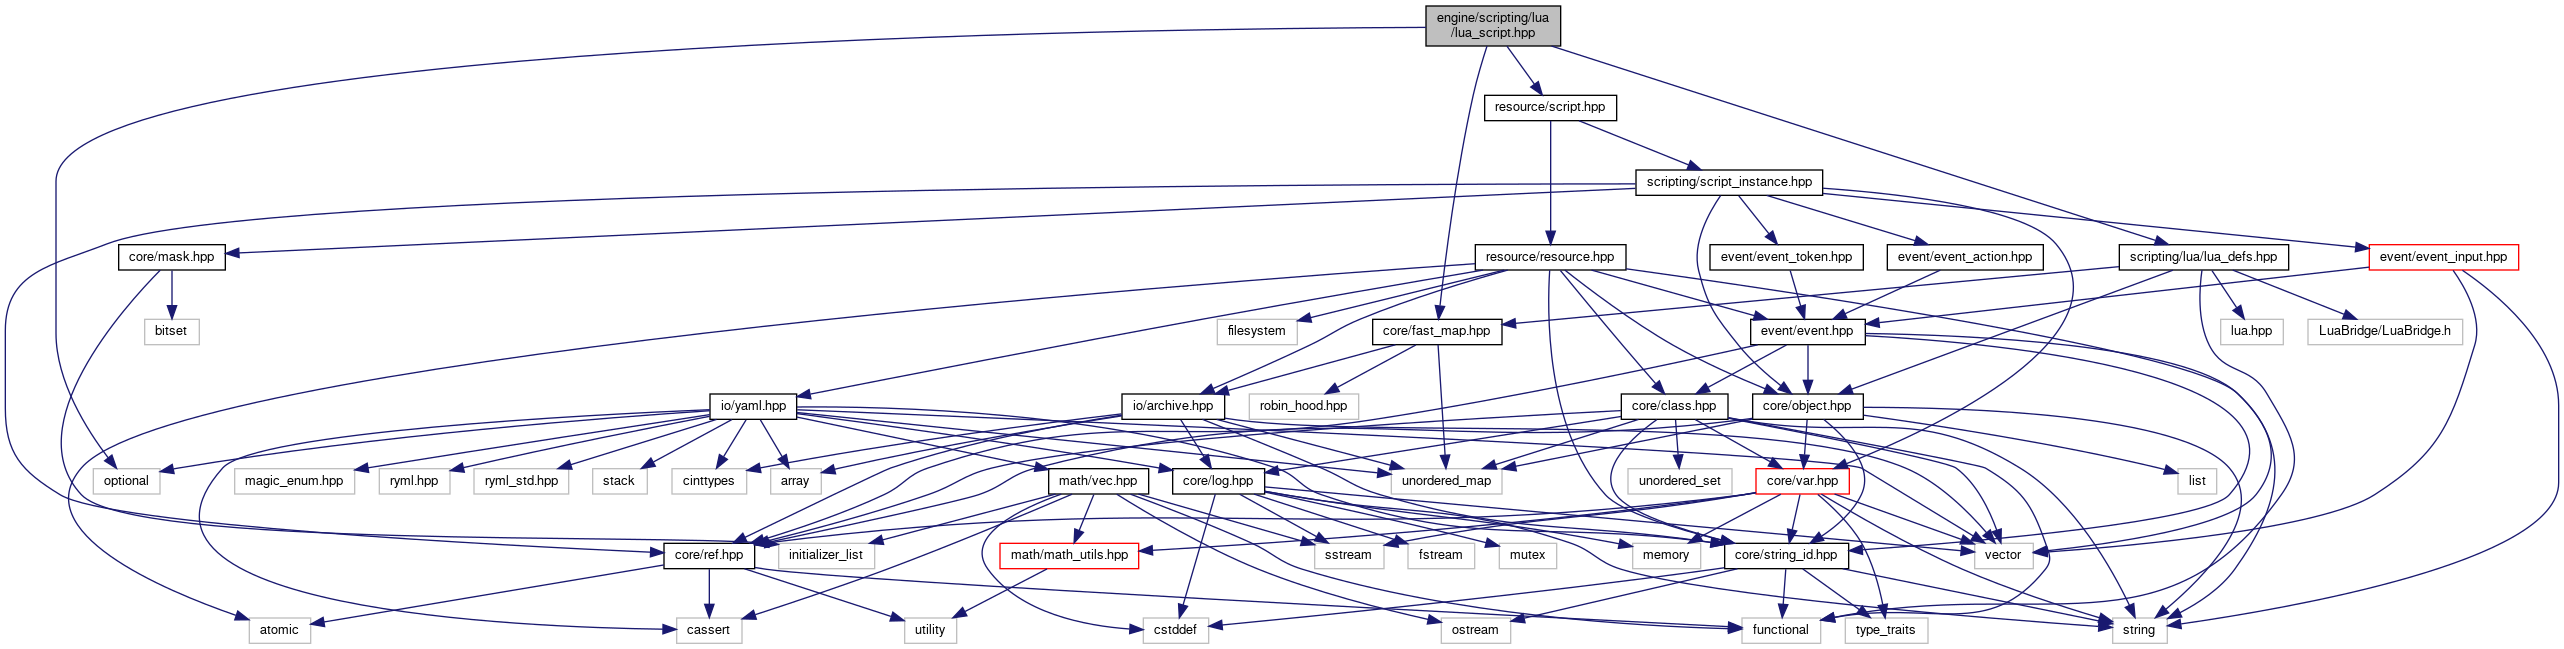 engine/scripting/lua
/lua_script.hpp
resource/script.hpp
scripting/script_instance.hpp
core/mask.hpp
resource/resource.hpp
event/event_token.hpp
event/event_action.hpp
scripting/lua/lua_defs.hpp
event/event_input.hpp
bitset
filesystem
core/fast_map.hpp
event/event.hpp
lua.hpp
LuaBridge/LuaBridge.h
io/yaml.hpp
io/archive.hpp
robin_hood.hpp
core/class.hpp
core/object.hpp
optional
magic_enum.hpp
ryml.hpp
ryml_std.hpp
stack
cinttypes
array
math/vec.hpp
core/log.hpp
unordered_map
unordered_set
core/var.hpp
list
core/ref.hpp
initializer_list
math/math_utils.hpp
sstream
fstream
mutex
memory
core/string_id.hpp
vector
atomic
cassert
utility
cstddef
ostream
functional
type_traits
string